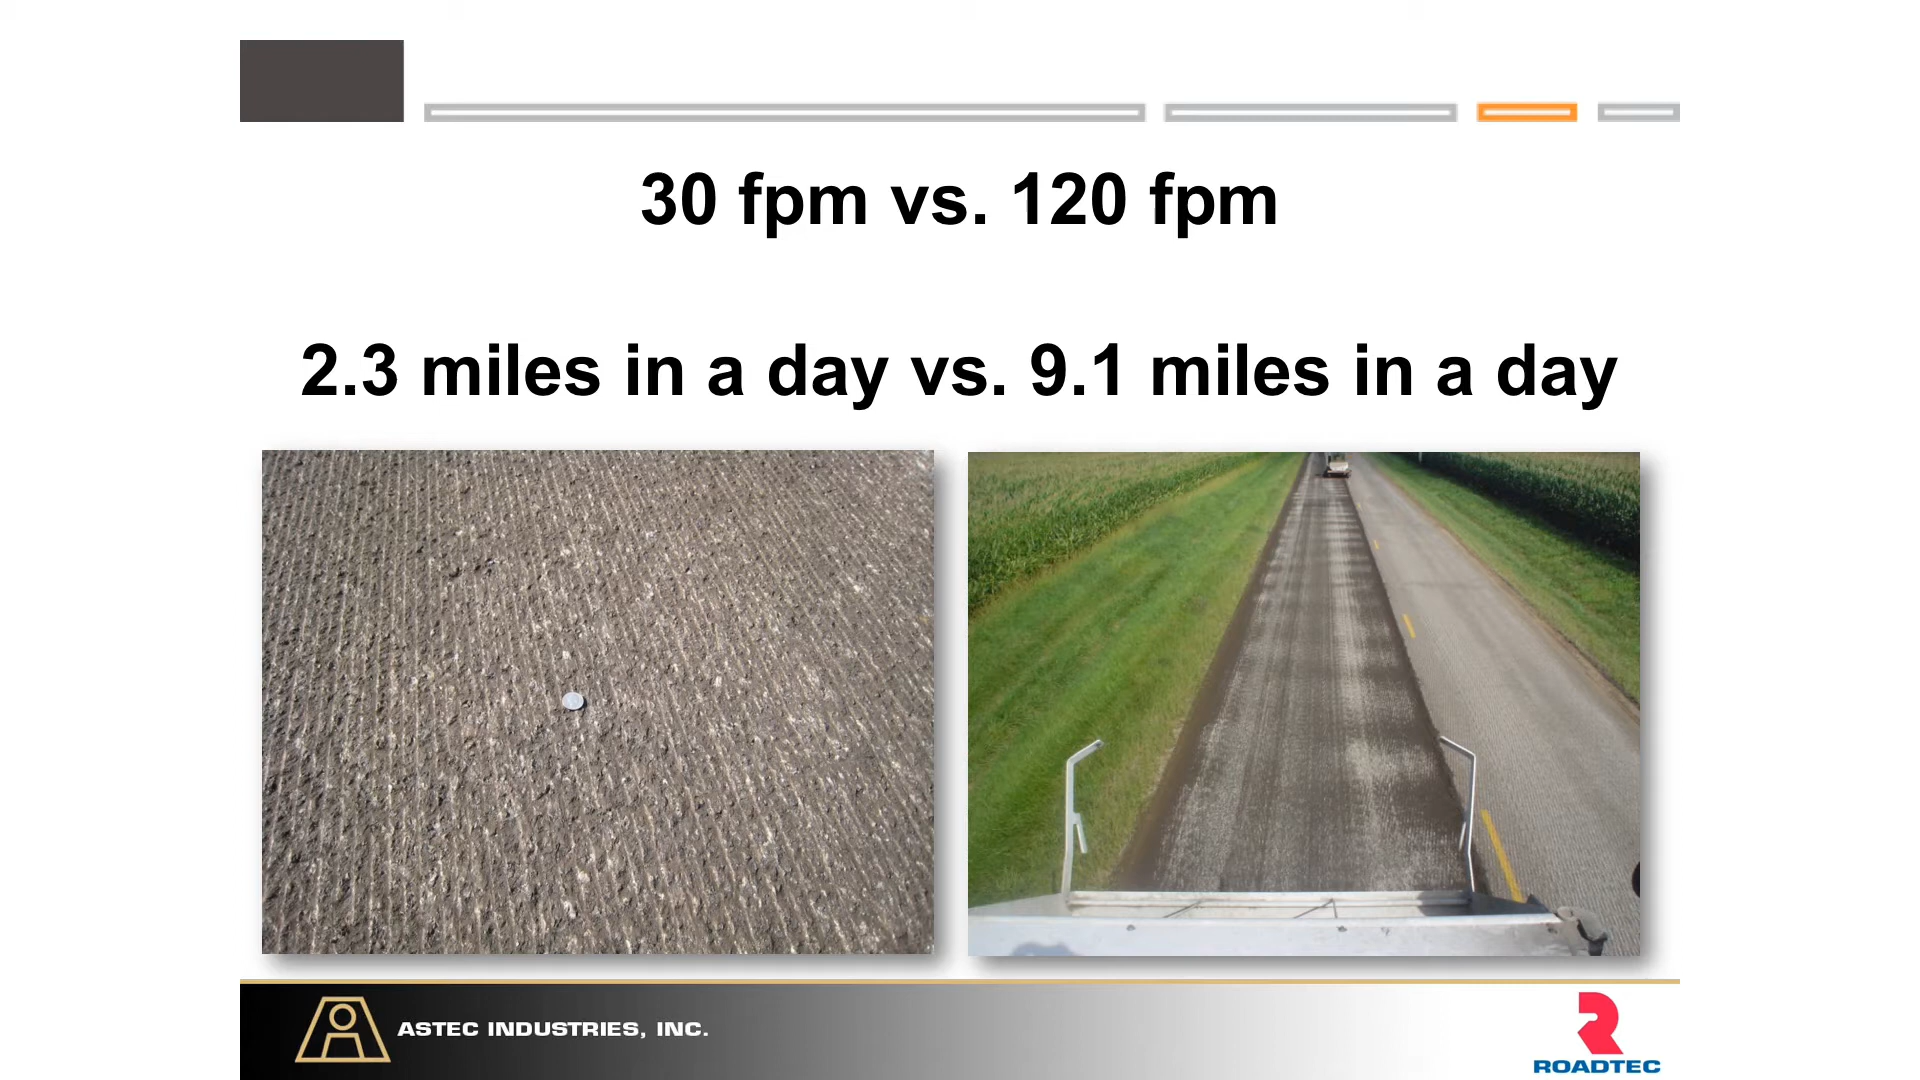 30 fpm vs. 120 fpm
2.3 miles in a day vs. 9.1 miles in a day
ASTEC INDUSTRIES, INC.
ROADTEC